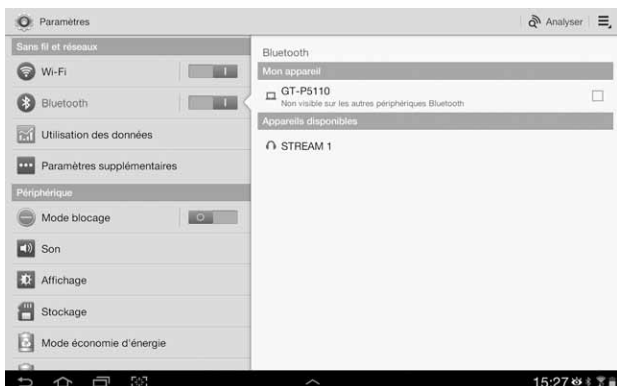 Paramètres
Analyser
Sans fil et réseaux
Wi-Fi
Bluetooth
Utilisation des données
Paramètres supplémentaires
Périphérique
Mode blocage
Son
Affichage
Stockage
Mode économie d'énergie
Bluetooth
Mon appareil
GT-P5110
Non visible sur les autres périphériques Bluetooth
Appareils disponibles
STREAM 1
15:27